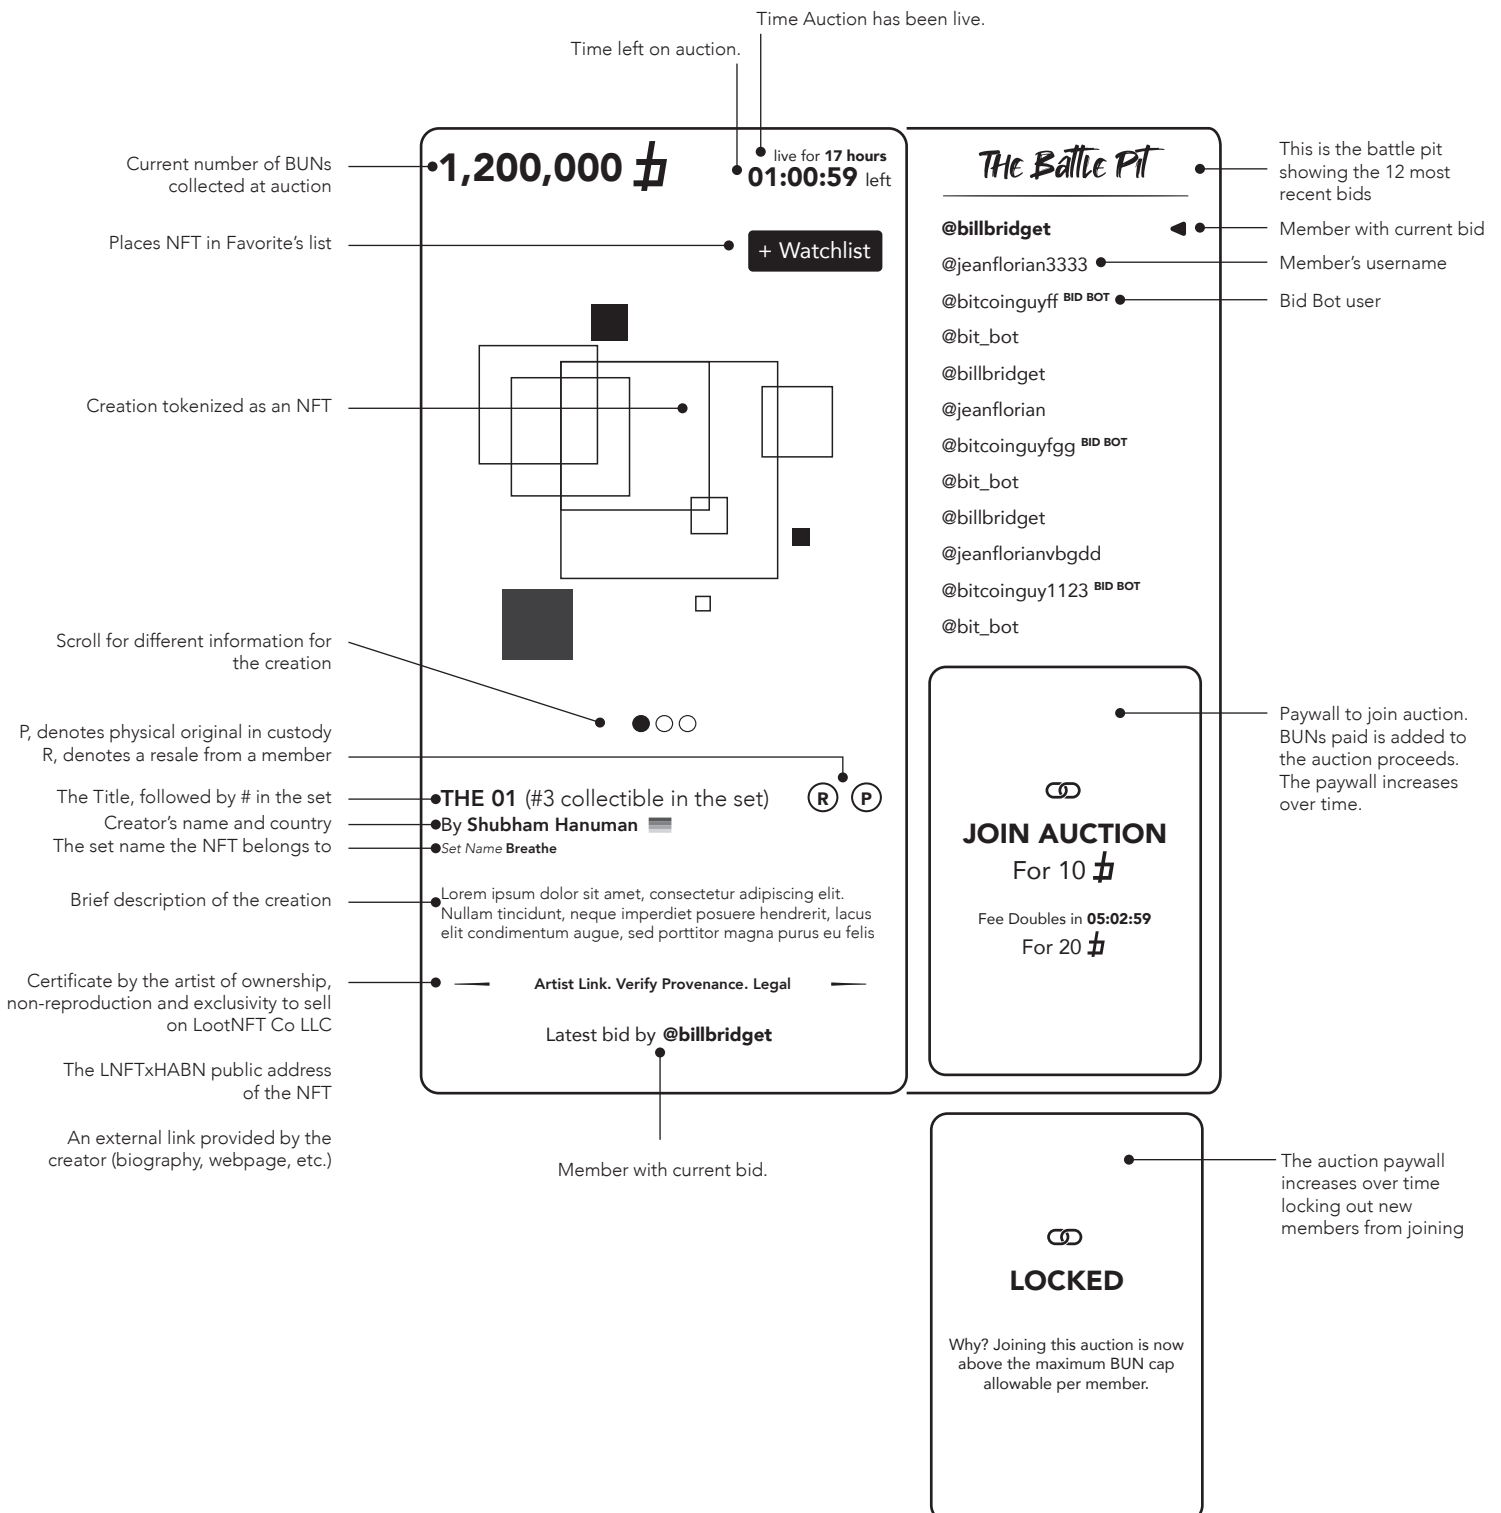 Time Auction has been live.
Time left on auction.
Current number of BUNs
collected at auction
Places NFT in Favorite's list
Creation tokenized as an NFT
Scroll for different information for
the creation
P, denotes physical original in custody
R, denotes a resale from a member
The Title, followed by # in the set
Creator's name and country
The set name the NFT belongs to
Brief description of the creation
Certificate by the artist of ownership,
non-reproduction and exclusivity to sell
on LootNFT Co LLC
The LNFTxHABN public address
of the NFT
An external link provided by the
creator (biography, webpage, etc.)
1,200,000
live for 17 hours
01:00:59 left
+ Watchlist
R P
THE 01 (#3 collectible in the set)
By Shubham Hanuman
Set Name Breathe
Lorem ipsum dolor sit amet, consectetur adipiscing elit.
Nullam tincidunt, neque imperdiet posuere hendrerit, lacus
elit condimentum augue, sed porttitor magna purus eu felis
Artist Link. Verify Provenance. Legal
Latest bid by @billbridget
Member with current bid.
THE BATTLE PIT
@billbridget
@jeanflorian3333
@bitcoinguyff BID BOT
@bit_bot
@billbridget
@jeanflorian
@bitcoinguyfgg BID BOT
@bit_bot
@billbridget
@jeanflorianvbgdd
@bitcoinguy1123 BID BOT
@bit_bot
JOIN AUCTION
For 10
Fee Doubles in 05:02:59
For 20
LOCKED
Why? Joining this auction is now
above the maximum BUN cap
allowable per member.
This is the battle pit
showing the 12 most
recent bids
Member with current bid
Member's username
Bid Bot user
Paywall to join auction.
BUNs paid is added to
the auction proceeds.
The paywall increases
over time.
The auction paywall
increases over time
locking out new
members from joining